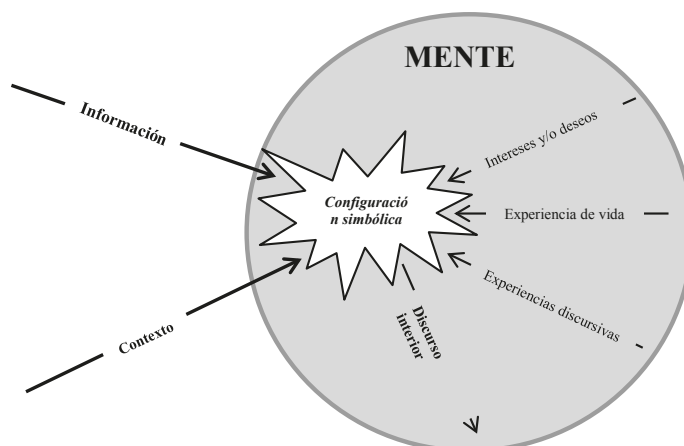 MENTE
Información
Intereses y/o deseos
Configuració
n simbólica
Experiencia de vida
Experiencias discursivas
Contexto
Discurso
interior